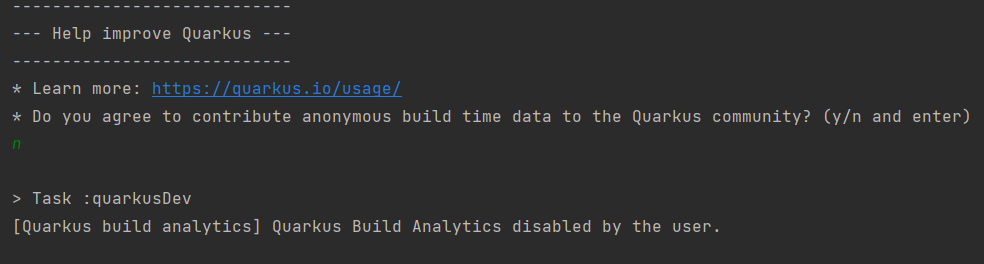 ----------------------------
--- Help improve Quarkus ---
----------------------------
* Learn more: https://quarkus.io/usage/
* Do you agree to contribute anonymous build time data to the Quarkus community? (y/n and enter)
n
> Task :quarkusDev
[Quarkus build analytics] Quarkus Build Analytics disabled by the user.